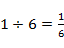 1 ÷ 6 = 1/6